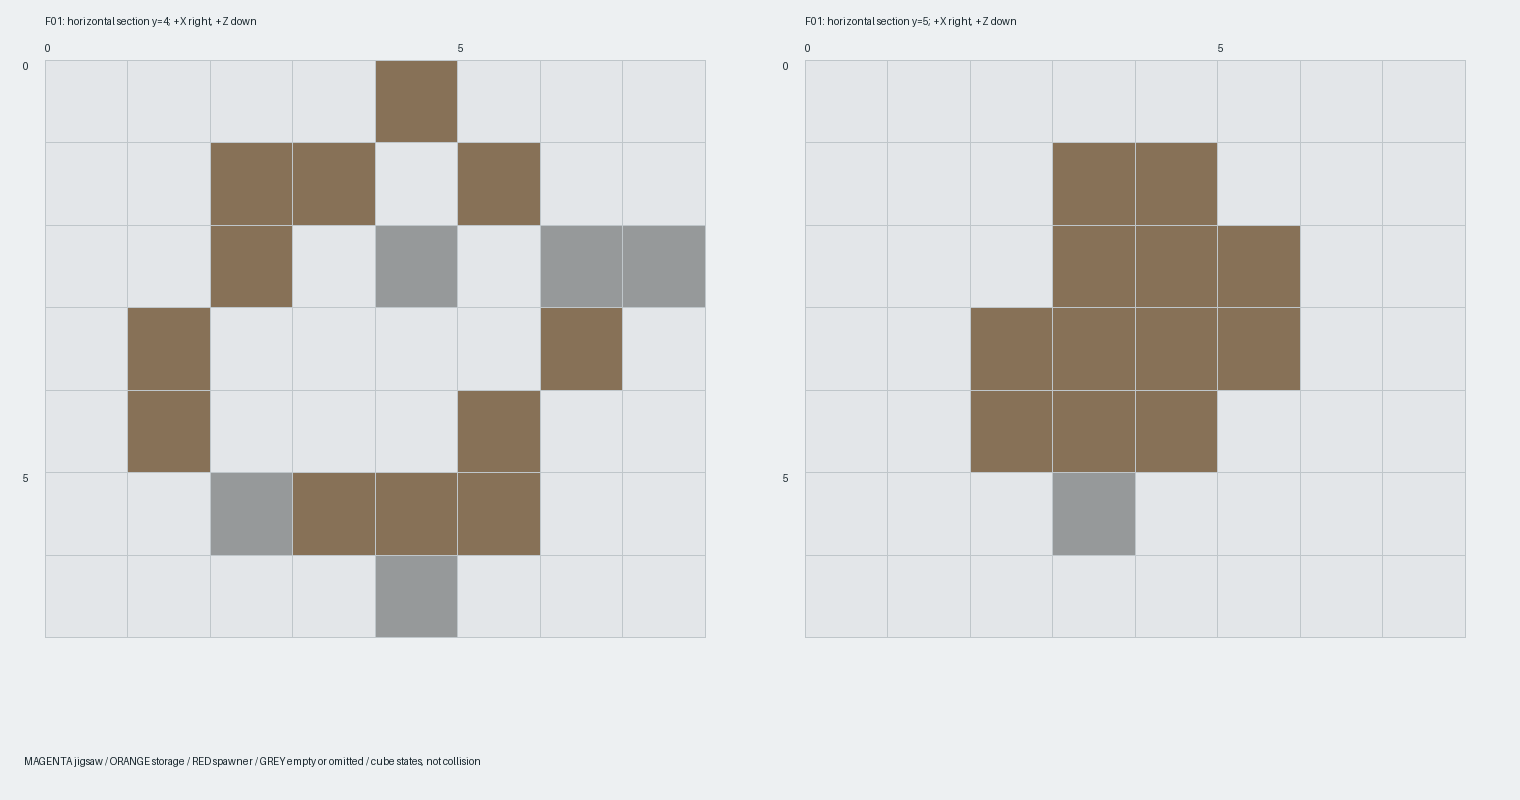 F01: horizontal section y=4; +X right, +Z down
F01: horizontal section y=5; +X right, +Z down
0 5
0 5
0
0
5
5
MAGENTA jigsaw / ORANGE storage / RED spawner / GREY empty or omitted / cube states, not collision